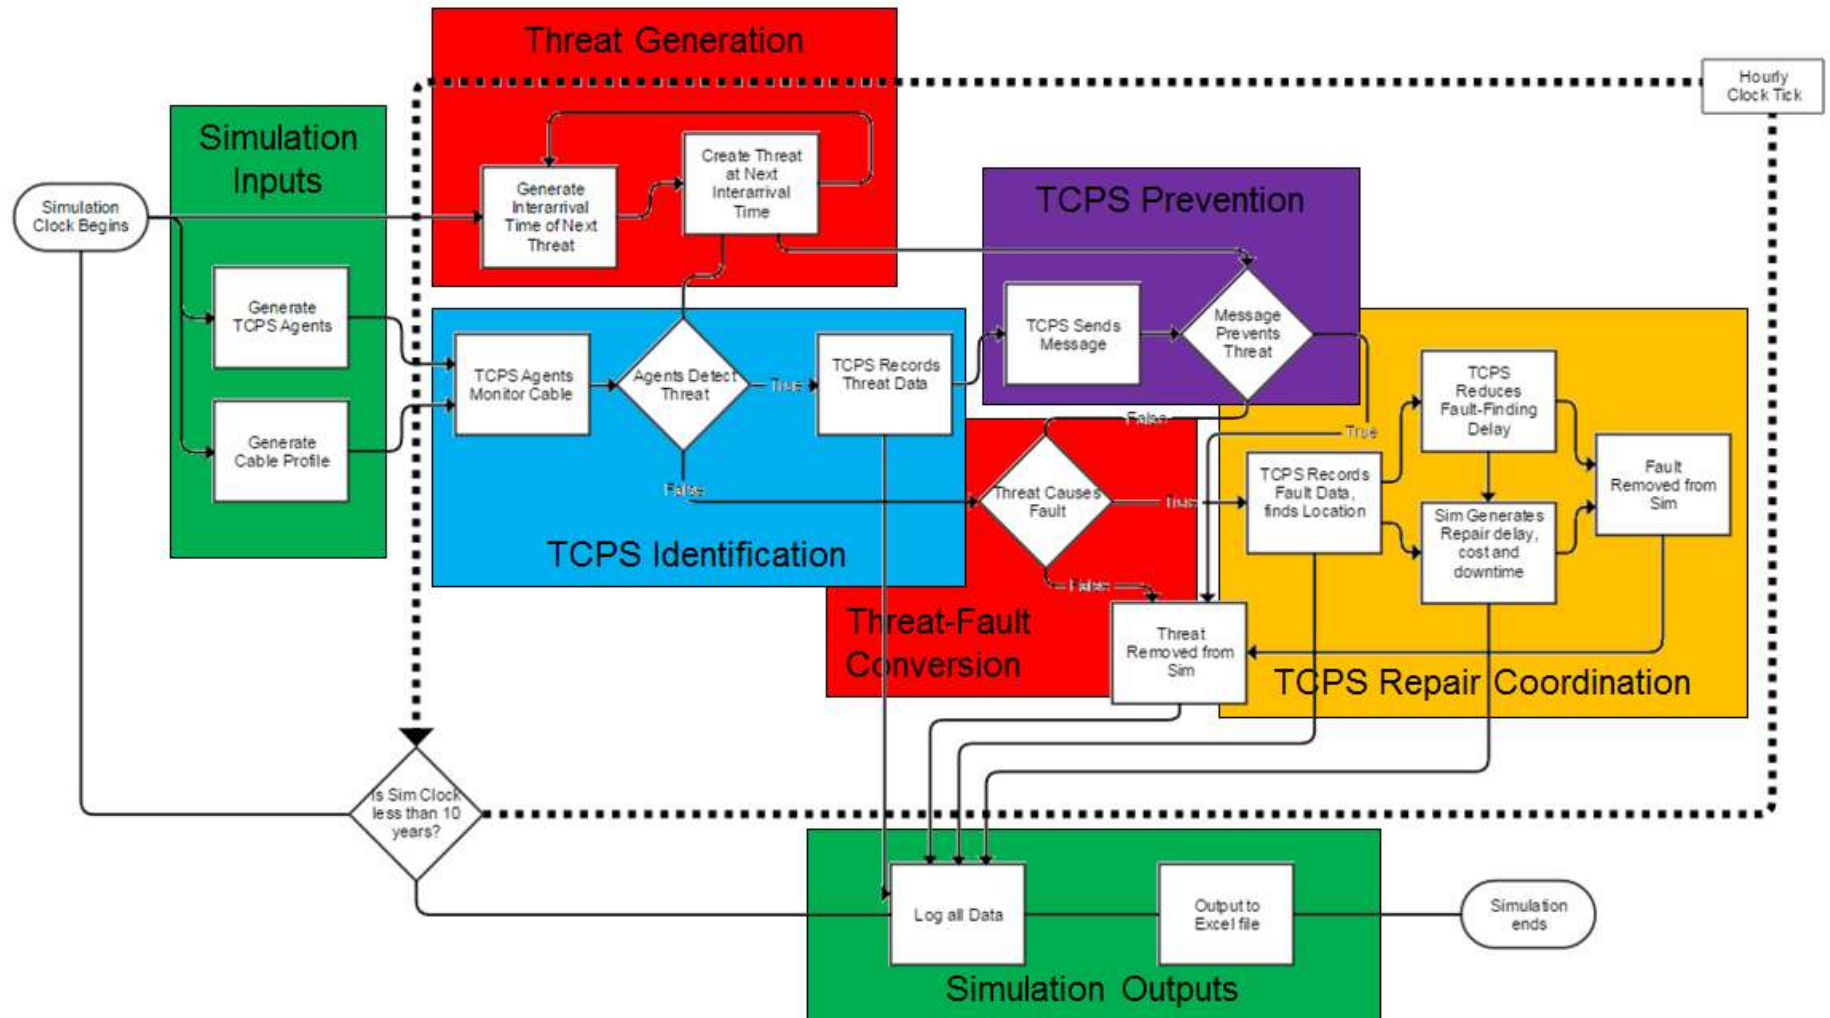 Threat Generation
Hourly
Clock Tick
Simulation
Inputs
Simulation
Clock Begins
Generate
Interarrival
Time of Next
Threat
Create Threat
at Next
Interarrival
Time
TCPS Prevention
Generate
TCPS Agents
Generate
Cable Profile
TCPS Agents
Monitor Cable
Agents Detect
Threat
True
False
TCPS Records
Threat Data
TCPS Identification
TCPS Sends
Message
Message
Prevents
Threat
False
True
Threat Causes
Fault
True
False
Threat-Fault
Conversion
Threat
Removed from
Sim
TCPS Records
Fault Data,
finds Location
TCPS
Reduces
Fault-Finding
Delay
Sim Generates
Repair delay,
cost and
downtime
Fault
Removed from
Sim
TCPS Repair Coordination
Is Sim Clock
less than 10
years?
Log all Data
Output to
Excel file
Simulation
ends
Simulation Outputs